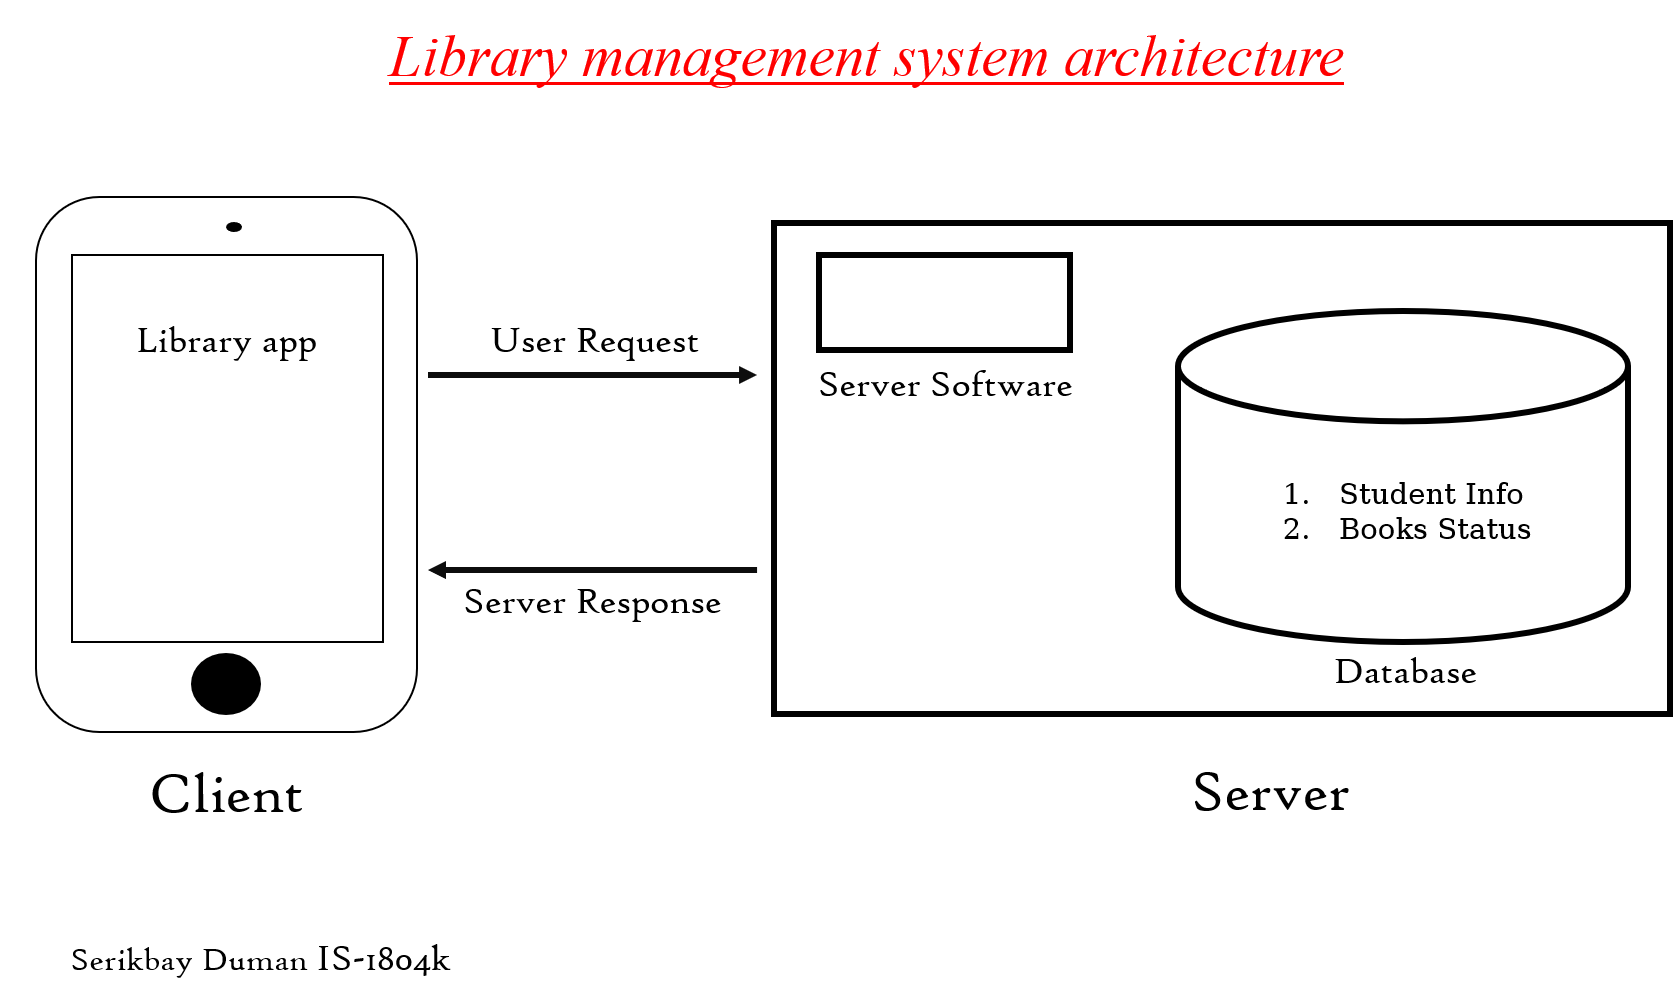 Library management system architecture
Library app
User Request
Server Software
1. Student Info
2. Books Status
Server Response
Database
Client
Server
Serikbay Duman IS-1804k